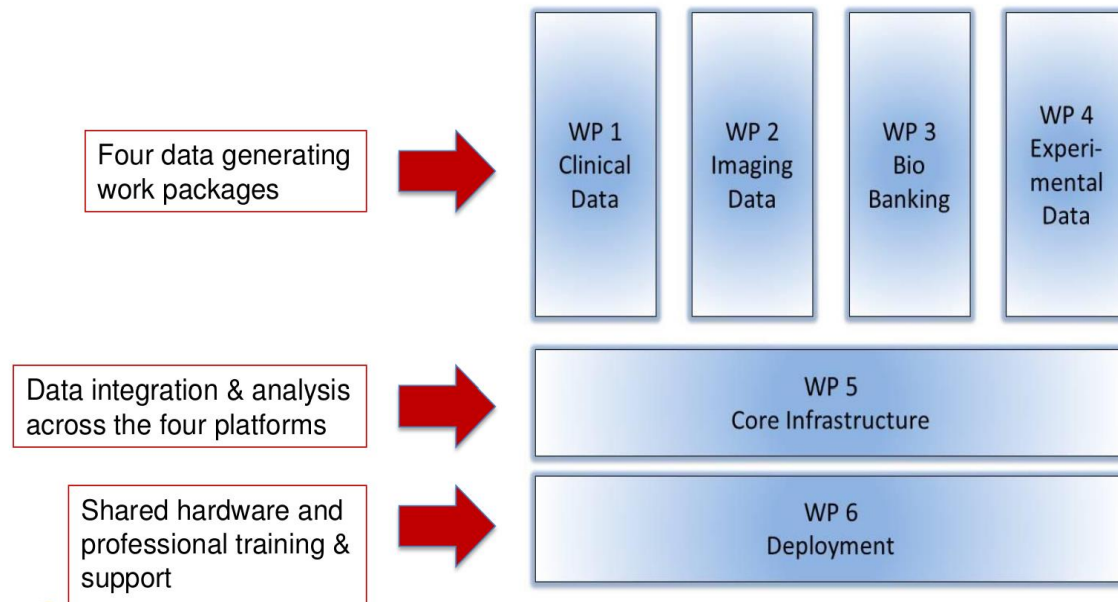 Four data generating
work packages
WP 1
Clinical
Data
WP 2
Imaging
Data
WP 3
Bio
Banking
WP 4
Experi-
mental
Data
Data integration & analysis
across the four platforms
WP 5
Core Infrastructure
Shared hardware and
professional training &
support
WP 6
Deployment